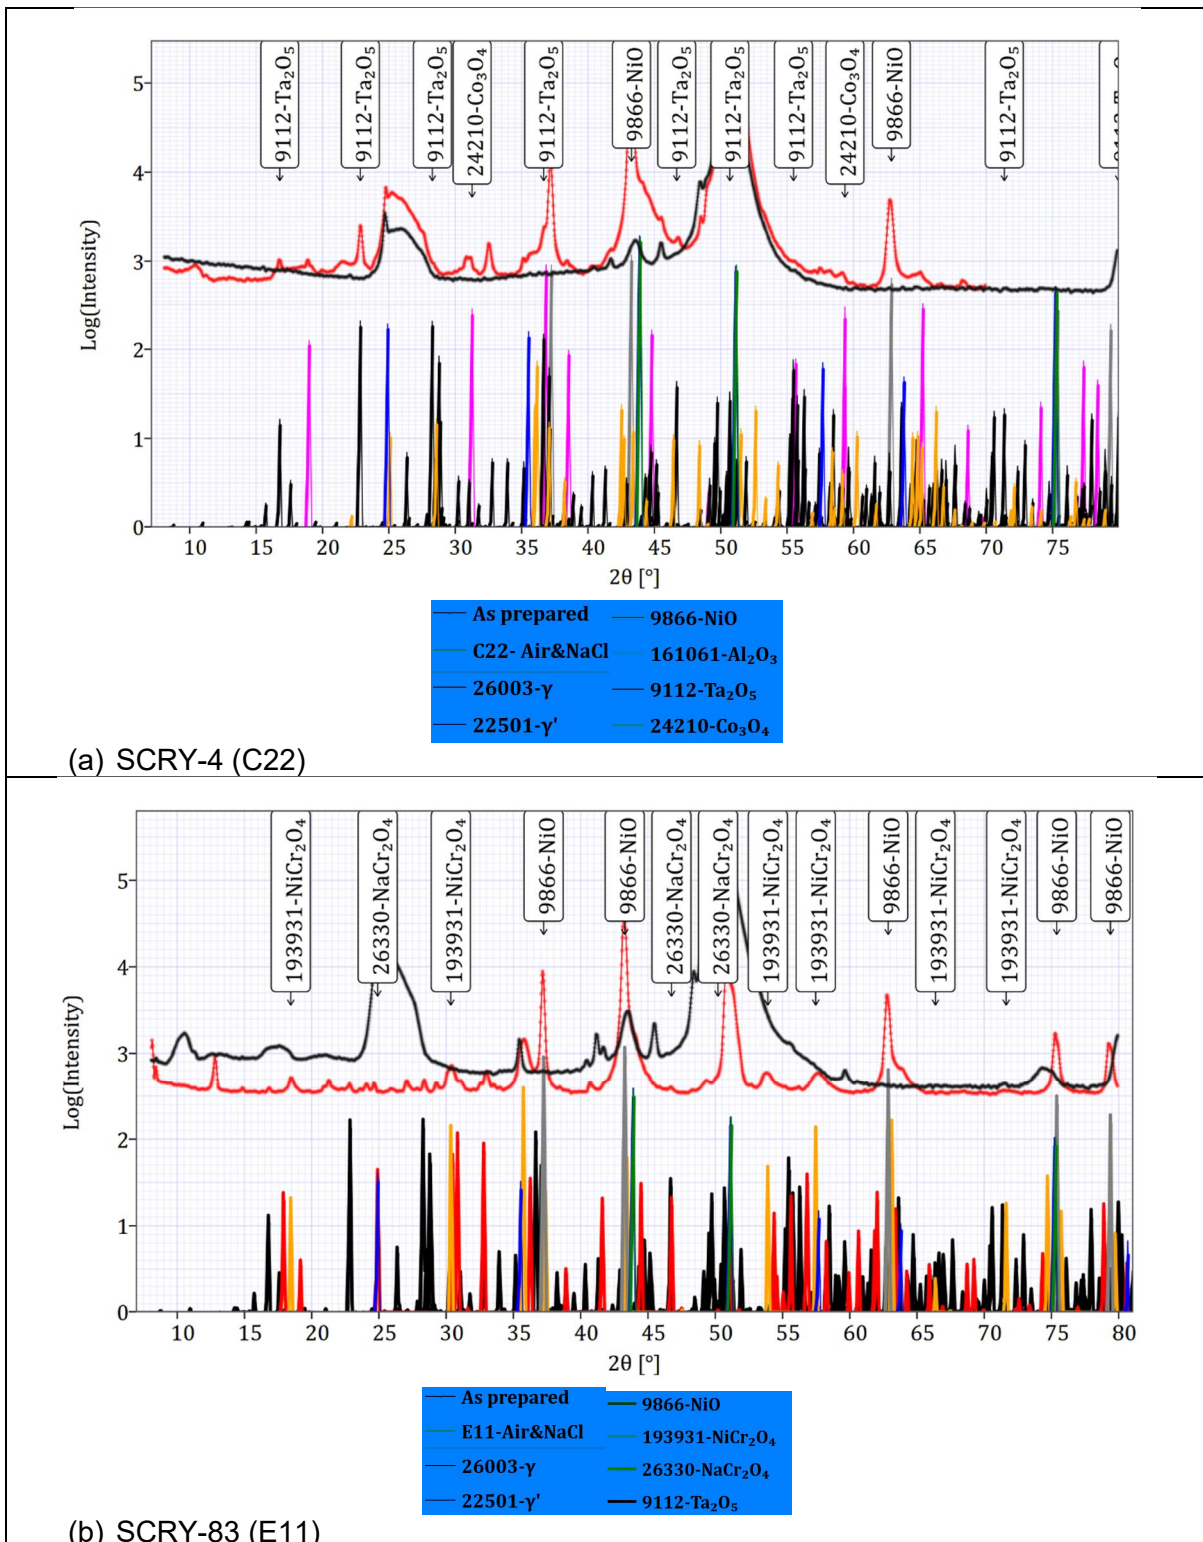 9112-Ta₂O₅
9112-Ta₂O₅
9112-Ta₂O₅
24210-Co₃O₄
9112-Ta₂O₅
9866-NiO
9112-Ta₂O₅
9112-Ta₂O₅
9112-Ta₂O₅
24210-Co₃O₄
9866-NiO
9112-Ta₂O₅
Log(Intensity)
5
4
3
2
1
0
10 15 20 25 30 35 40 45 50 55 60 65 70 75
2θ [°]
As prepared
C22- Air&NaCl
26003-γ
22501-γ'
9866-NiO
161061-Al₂O₃
9112-Ta₂O₅
24210-Co₃O₄
(a) SCRY-4 (C22)
193931-NiCr₂O₄
26330-NaCr₂O₄
193931-NiCr₂O₄
9866-NiO
9866-NiO
26330-NaCr₂O₄
26330-NaCr₂O₄
193931-NiCr₂O₄
193931-NiCr₂O₄
9866-NiO
193931-NiCr₂O₄
193931-NiCr₂O₄
9866-NiO
9866-NiO
Log(Intensity)
5
4
3
2
1
0
10 15 20 25 30 35 40 45 50 55 60 65 70 75 80
2θ [°]
As prepared
E11-Air&NaCl
26003-γ
22501-γ'
9866-NiO
193931-NiCr₂O₄
26330-NaCr₂O₄
9112-Ta₂O₅
(b) SCRY-83 (E11)